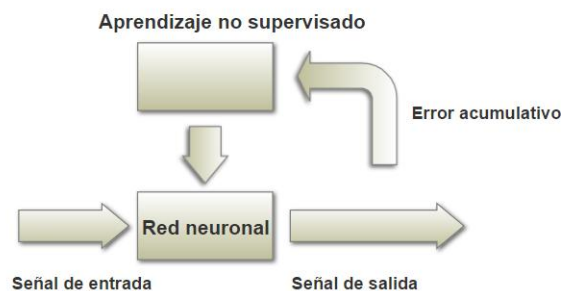 Aprendizaje no supervisado
Error acumulativo
Red neuronal
Señal de entrada
Señal de salida